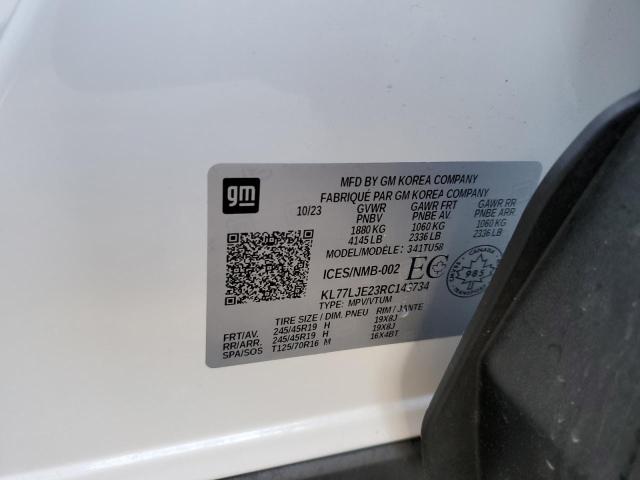 gm
MFD BY GM KOREA COMPANY
FABRIQUÉ PAR GM KOREA COMPANY
10/23 GVWR GAWR FRT GAWR RR
PNBV PNBE AV. PNBE ARR
1880 KG 1060 KG 1060 KG
4145 LB 2336 LB 2336 LB
MODEL/MODÈLE: 341TU58
ICES/NMB-002 EC
CANADA
985
KL77LJE23RC143734
TYPE: MPV/VTUM
TIRE SIZE / DIM. PNEU RIM / JANTE
FRT/AV. 245/45R19 H 19X8J
RR/ARR. 245/45R19 H 19X8J
SPA/SOS T125/70R16 M 16X4BT